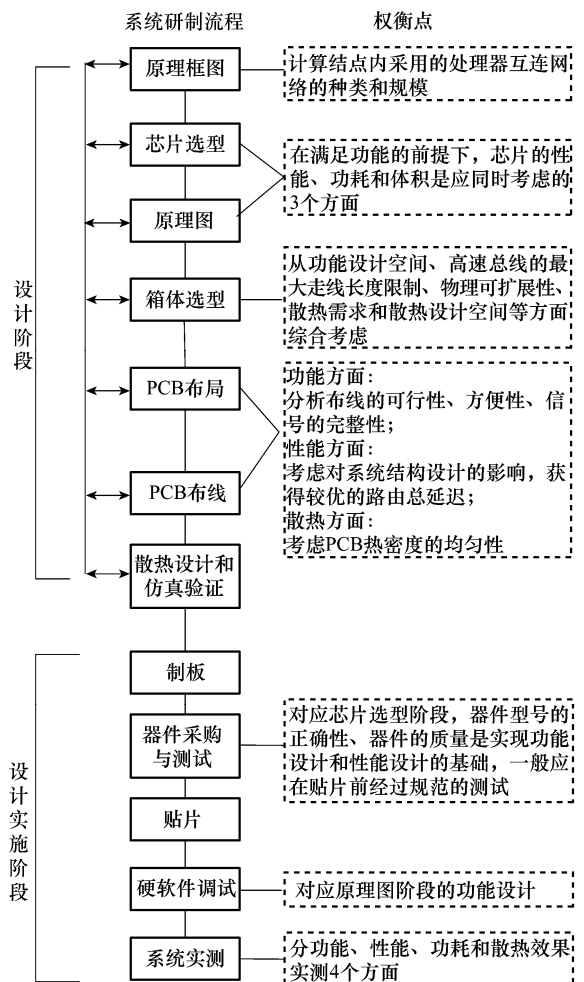 系统研制流程
权衡点
原理框图
计算结点内采用的处理器互连网
络的种类和规模
芯片选型
在满足功能的前提下，芯片的性
能、功耗和体积是应同时考虑的
3个方面
原理图
设计阶段
箱体选型
从功能设计空间、高速总线的最
大走线长度限制、物理可扩展性、
散热需求和散热设计空间等方面
综合考虑
PCB布局
功能方面：
分析布线的可行性、方便性、信
号的完整性；
性能方面：
考虑对系统结构设计的影响，获
得较优的路由总延迟；
散热方面：
考虑PCB热密度的均匀性
PCB布线
散热设计和
仿真验证
设计实施阶段
制板
器件采购
与测试
对应芯片选型阶段，器件型号的
正确性、器件的质量是实现功能
设计和性能设计的基础，一般应
在贴片前经过规范的测试
贴片
硬软件调试
对应原理图阶段的功能设计
系统实测
分功能、性能、功耗和散热效果
实测4个方面